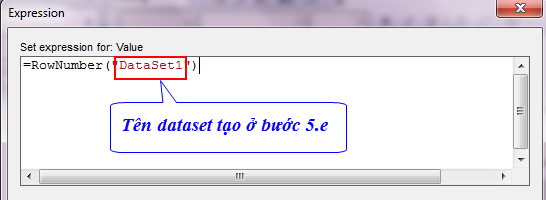 Expression
Set expression for: Value
=RowNumber("DataSet1")
Tên dataset tạo ở bước 5.e